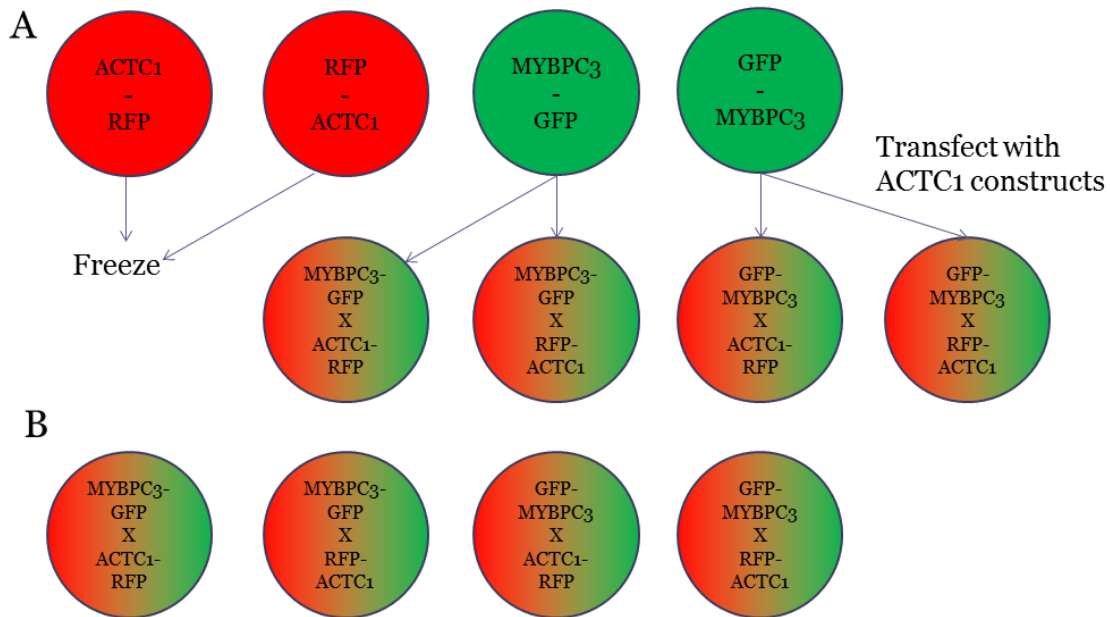 A
ACTC1
-
RFP
RFP
-
ACTC1
MYBPC3
-
GFP
GFP
-
MYBPC3
Transfect with
ACTC1 constructs
Freeze
MYBPC3-
GFP
X
ACTC1-
RFP
MYBPC3-
GFP
X
RFP-
ACTC1
GFP-
MYBPC3
X
ACTC1-
RFP
GFP-
MYBPC3
X
RFP-
ACTC1
B
MYBPC3-
GFP
X
ACTC1-
RFP
MYBPC3-
GFP
X
RFP-
ACTC1
GFP-
MYBPC3
X
ACTC1-
RFP
GFP-
MYBPC3
X
RFP-
ACTC1